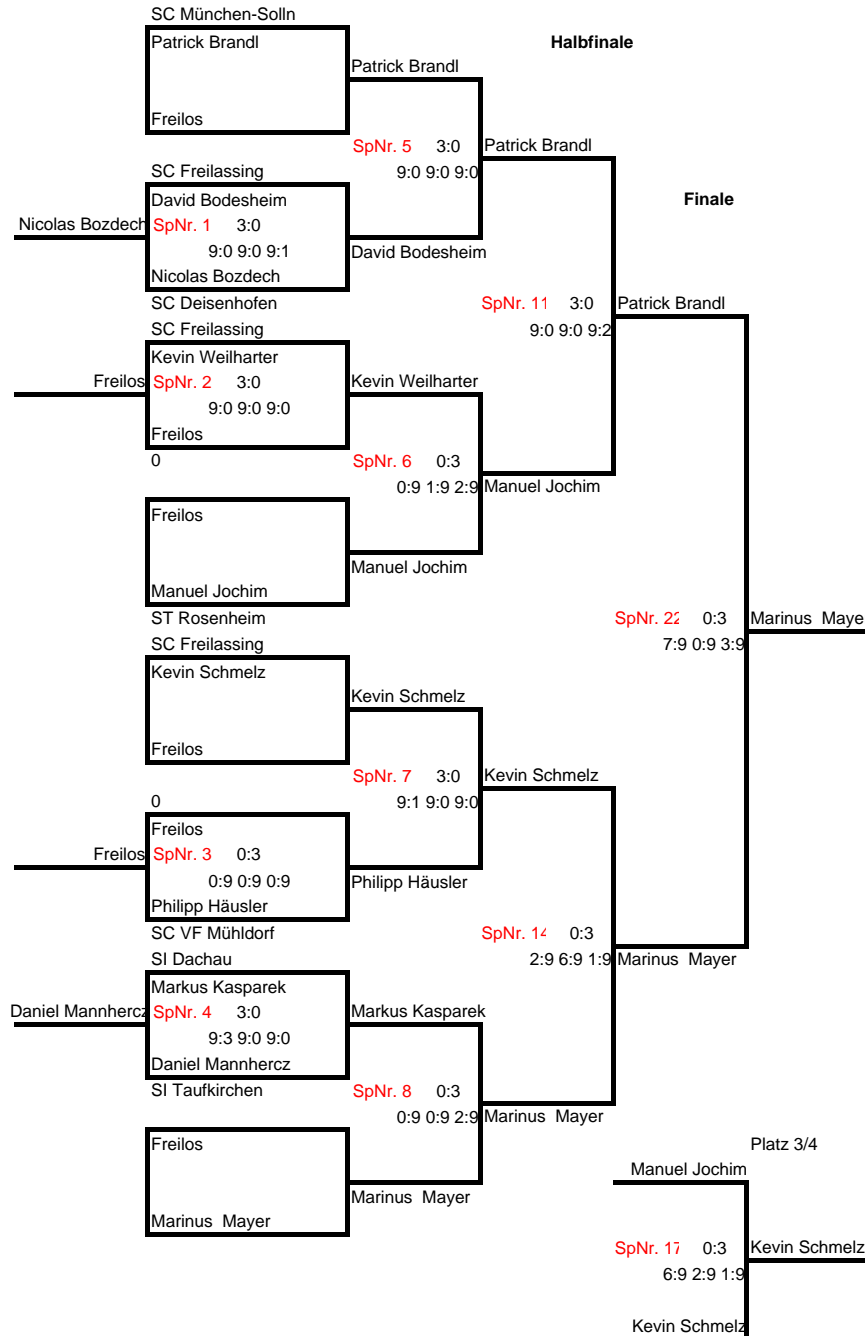 SC München-Solln
Patrick Brandl
Halbfinale
Patrick Brandl
Freilos
SpNr. 5 3:0
Patrick Brandl
9:0 9:0 9:0
SC Freilassing
David Bodesheim
Finale
Nicolas Bozdech
SpNr. 1 3:0
9:0 9:0 9:1
David Bodesheim
Nicolas Bozdech
SC Deisenhofen
SpNr. 11 3:0
Patrick Brandl
9:0 9:0 9:2
SC Freilassing
Kevin Weilharter
Freilos
SpNr. 2 3:0
Kevin Weilharter
9:0 9:0 9:0
Freilos
0
SpNr. 6 0:3
0:9 1:9 2:9
Manuel Jochim
Freilos
Manuel Jochim
Manuel Jochim
ST Rosenheim
SpNr. 22 0:3
Marinus Maye
7:9 0:9 3:9
SC Freilassing
Kevin Schmelz
Kevin Schmelz
Freilos
SpNr. 7 3:0
Kevin Schmelz
9:1 9:0 9:0
0
Freilos
Freilos
SpNr. 3 0:3
0:9 0:9 0:9
Philipp Häusler
Philipp Häusler
SC VF Mühldorf
SpNr. 14 0:3
2:9 6:9 1:9
Marinus Mayer
SI Dachau
Markus Kasparek
Daniel Mannhercz
SpNr. 4 3:0
Markus Kasparek
9:3 9:0 9:0
Daniel Mannhercz
SI Taufkirchen
SpNr. 8 0:3
0:9 0:9 2:9
Marinus Mayer
Freilos
Platz 3/4
Manuel Jochim
Marinus Mayer
Marinus Mayer
SpNr. 17 0:3
Kevin Schmelz
6:9 2:9 1:9
Kevin Schmelz